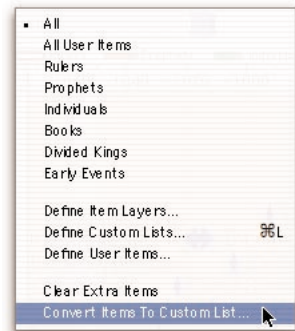 • All
All User Items
Rulers
Prophets
Individuals
Books
Divided Kings
Early Events
Define Item Layers...
Define Custom Lists... ⌘L
Define User Items...
Clear Extra Items
Convert Items To Custom List...